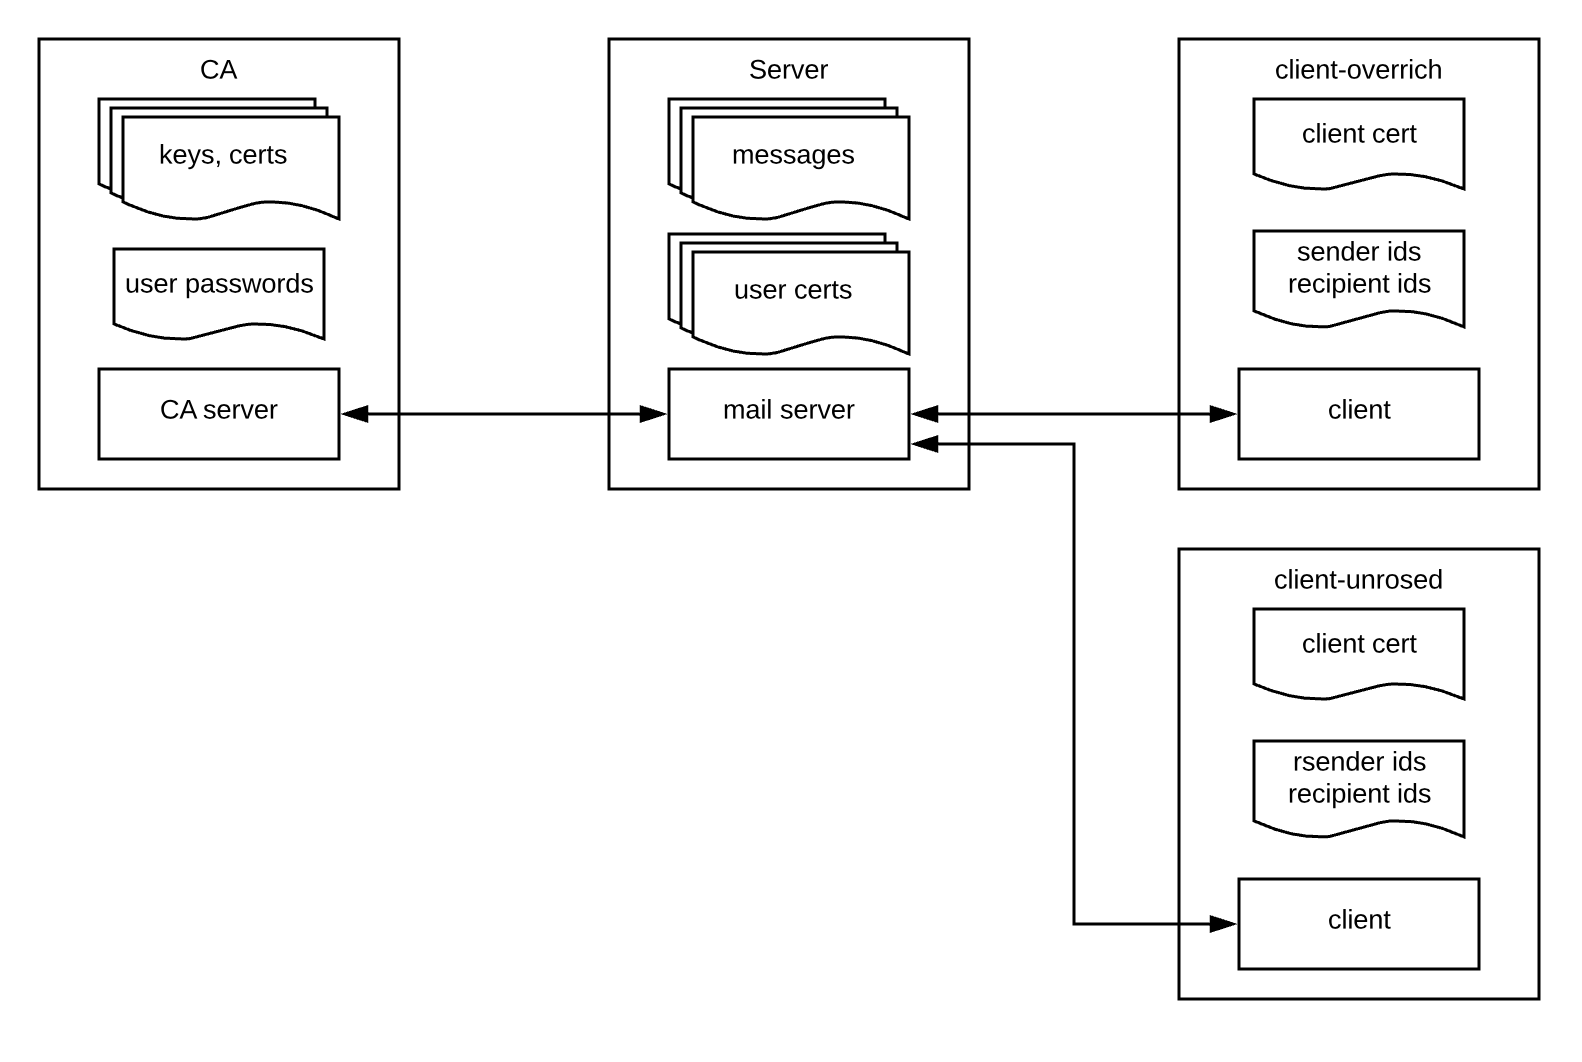 CA
keys, certs
user passwords
CA server
Server
messages
user certs
mail server
client-overrich
client cert
sender ids
recipient ids
client
client-unrosed
client cert
rsender ids
recipient ids
client